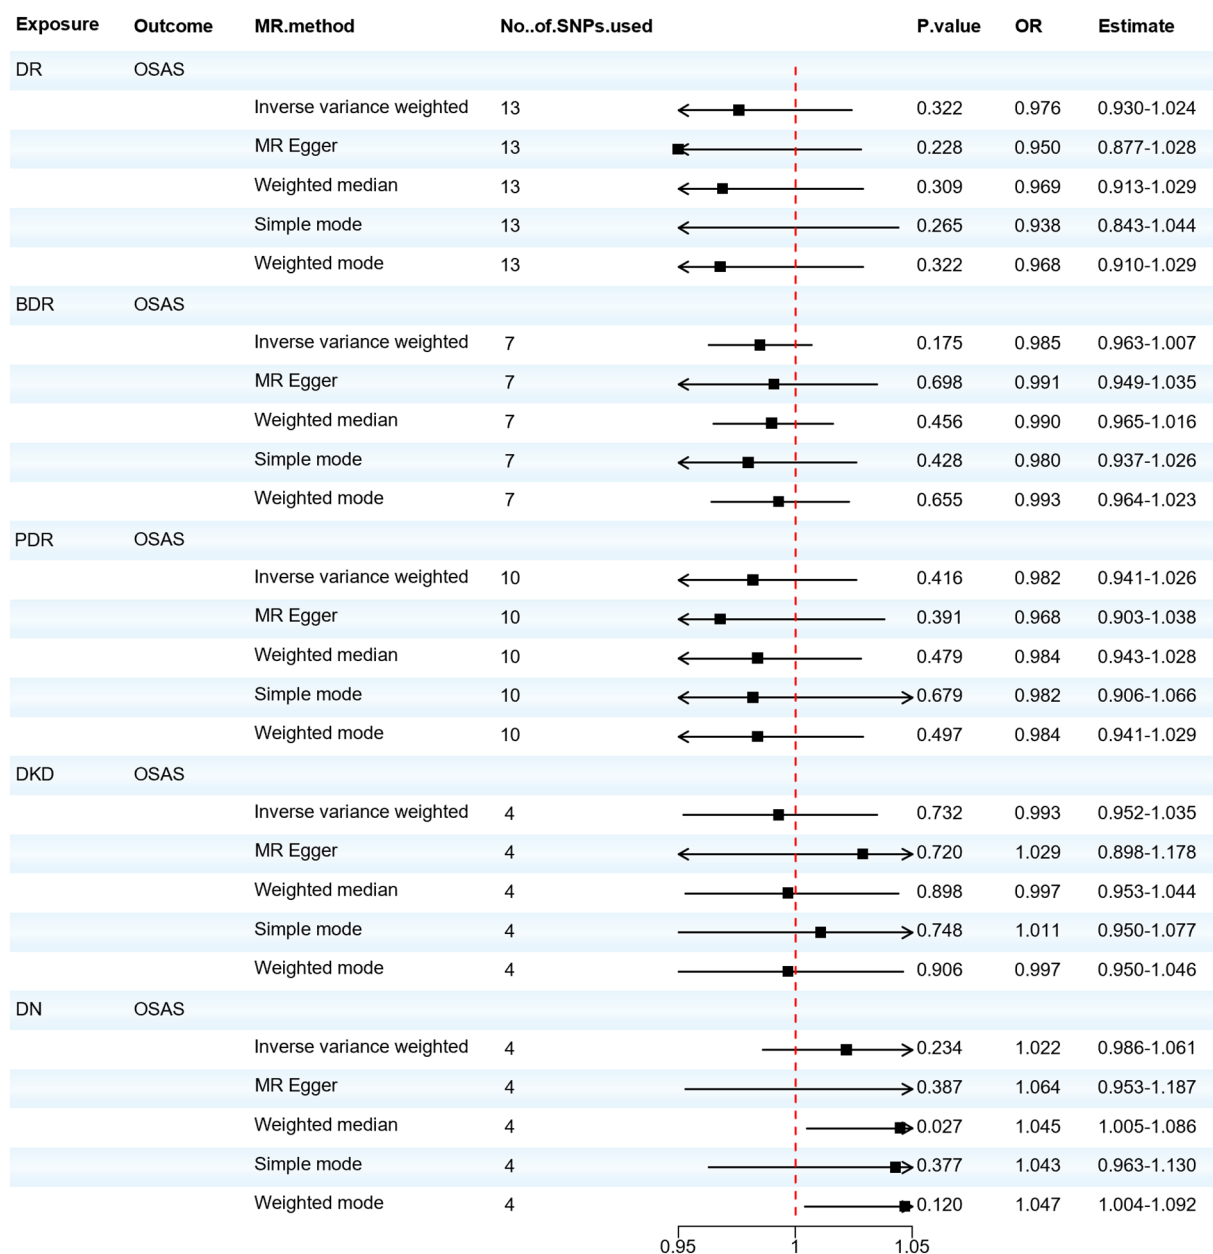 Exposure Outcome MR.method No..of.SNPs.used P.value OR Estimate
DR OSAS
Inverse variance weighted 13 0.322 0.976 0.930-1.024
MR Egger 13 0.228 0.950 0.877-1.028
Weighted median 13 0.309 0.969 0.913-1.029
Simple mode 13 0.265 0.938 0.843-1.044
Weighted mode 13 0.322 0.968 0.910-1.029
BDR OSAS
Inverse variance weighted 7 0.175 0.985 0.963-1.007
MR Egger 7 0.698 0.991 0.949-1.035
Weighted median 7 0.456 0.990 0.965-1.016
Simple mode 7 0.428 0.980 0.937-1.026
Weighted mode 7 0.655 0.993 0.964-1.023
PDR OSAS
Inverse variance weighted 10 0.416 0.982 0.941-1.026
MR Egger 10 0.391 0.968 0.903-1.038
Weighted median 10 0.479 0.984 0.943-1.028
Simple mode 10 0.679 0.982 0.906-1.066
Weighted mode 10 0.497 0.984 0.941-1.029
DKD OSAS
Inverse variance weighted 4 0.732 0.993 0.952-1.035
MR Egger 4 0.720 1.029 0.898-1.178
Weighted median 4 0.898 0.997 0.953-1.044
Simple mode 4 0.748 1.011 0.950-1.077
Weighted mode 4 0.906 0.997 0.950-1.046
DN OSAS
Inverse variance weighted 4 0.234 1.022 0.986-1.061
MR Egger 4 0.387 1.064 0.953-1.187
Weighted median 4 0.027 1.045 1.005-1.086
Simple mode 4 0.377 1.043 0.963-1.130
Weighted mode 4 0.120 1.047 1.004-1.092
0.95 1 1.05